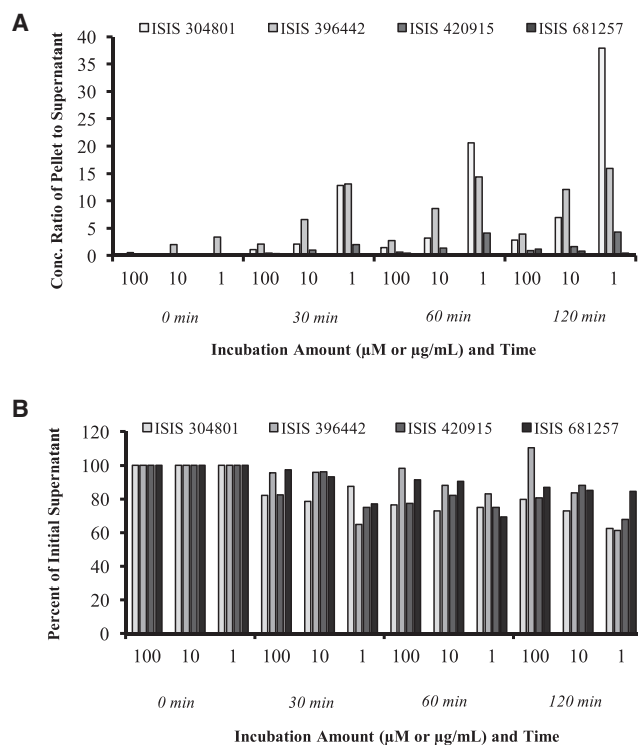 A
ISIS 304801 ISIS 396442 ISIS 420915 ISIS 681257
Conc. Ratio of Pellet to Supernatant
40
35
30
25
20
15
10
5
0
100 10 1 100 10 1 100 10 1 100 10 1
0 min 30 min 60 min 120 min
Incubation Amount (µM or µg/mL) and Time
B
ISIS 304801 ISIS 396442 ISIS 420915 ISIS 681257
Percent of Initial Supernatant
120
100
80
60
40
20
0
100 10 1 100 10 1 100 10 1 100 10 1
0 min 30 min 60 min 120 min
Incubation Amount (µM or µg/mL) and Time